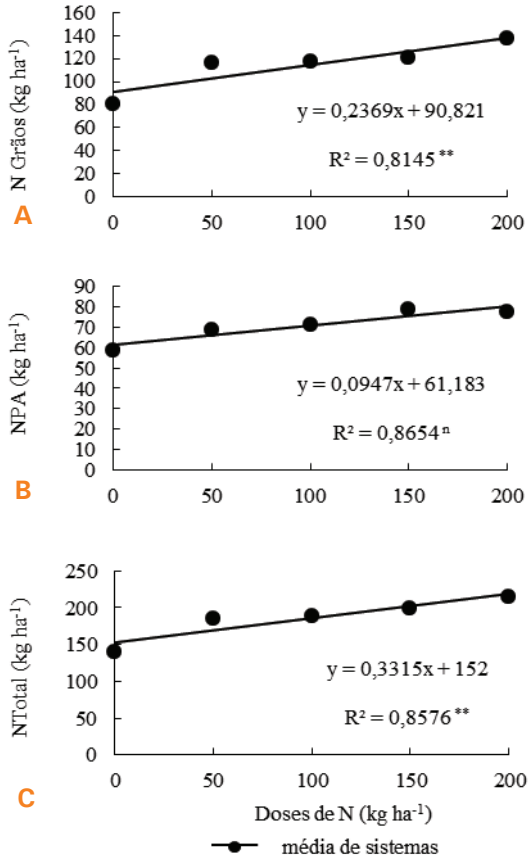 N Grãos (kg ha⁻¹)
160
140
120
100
80
60
40
20
0
y = 0,2369x + 90,821
R² = 0,8145 **
0 50 100 150 200
A
NPA (kg ha⁻¹)
90
80
70
60
50
40
30
20
10
0
y = 0,0947x + 61,183
R² = 0,8654 ⁿ
0 50 100 150 200
B
NTotal (kg ha⁻¹)
250
200
150
100
50
0
y = 0,3315x + 152
R² = 0,8576 **
0 50 100 150 200
C
Doses de N (kg ha⁻¹)
média de sistemas